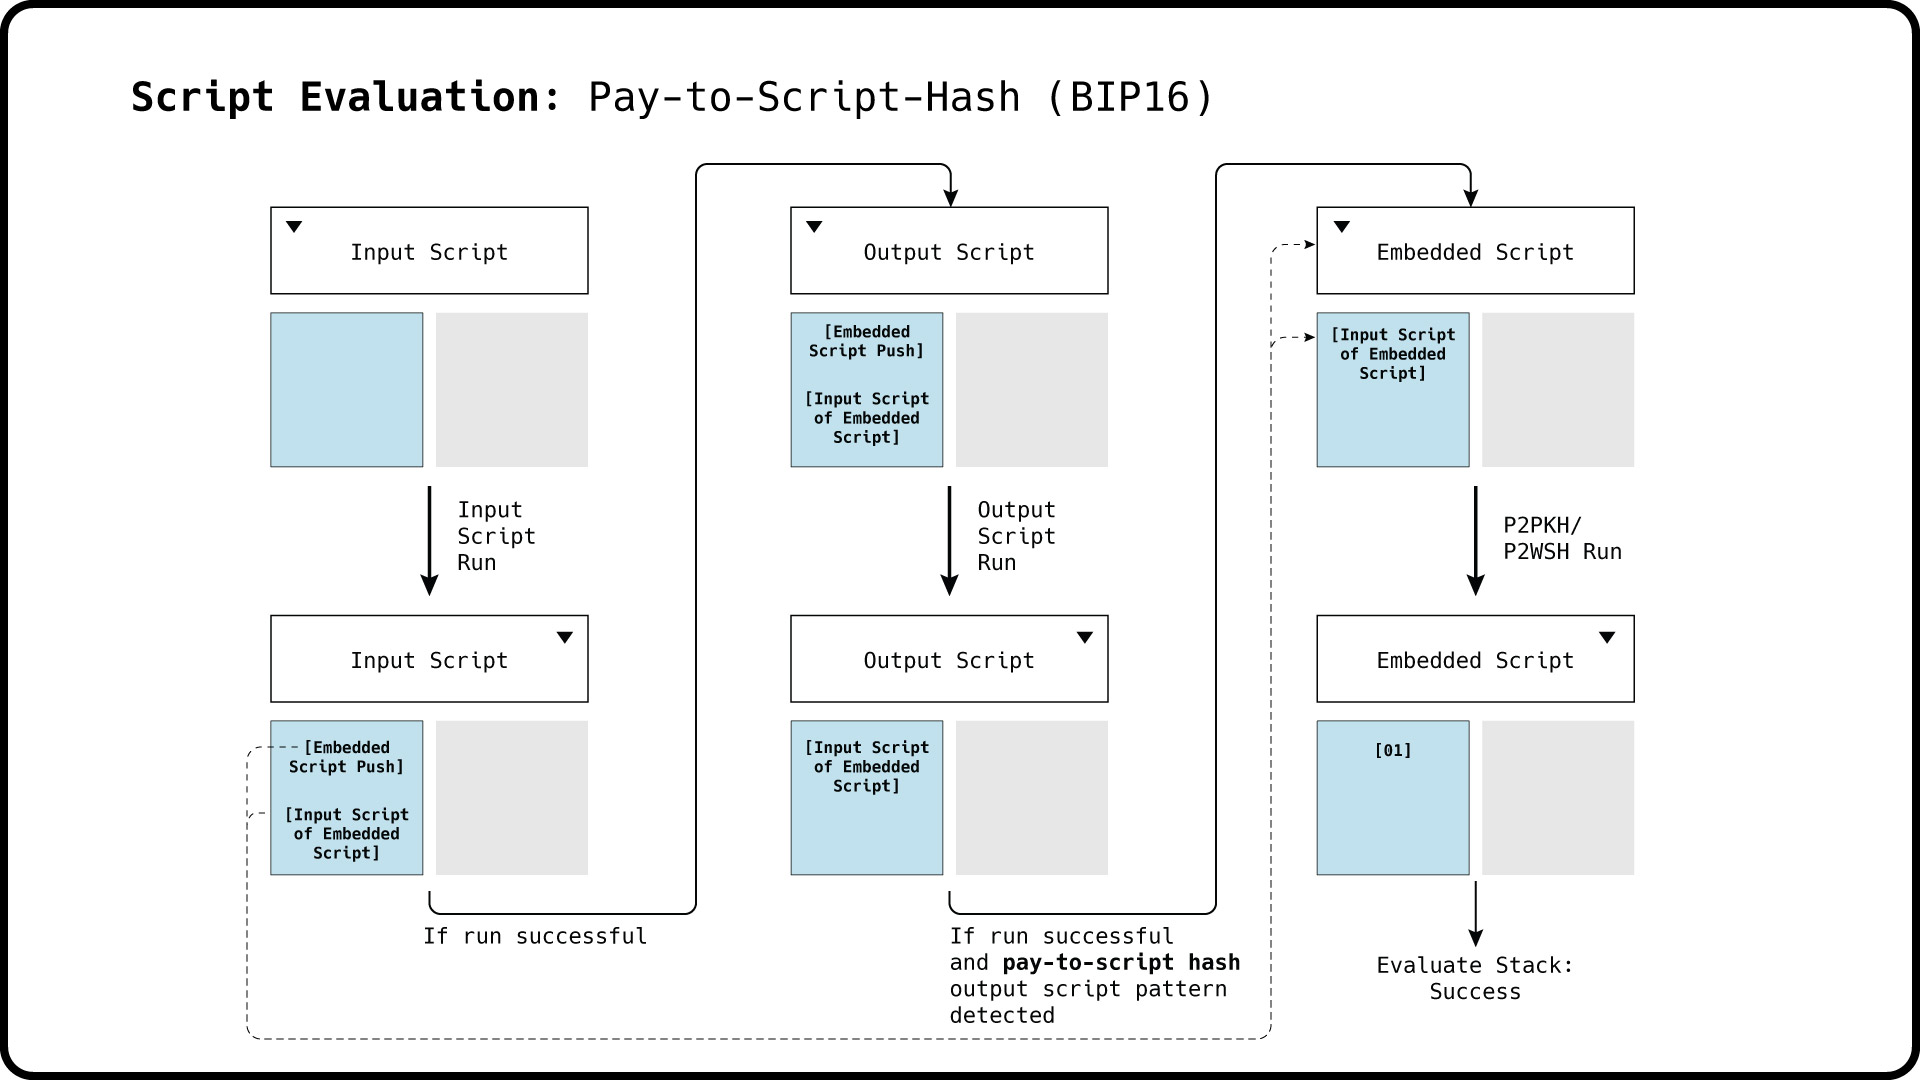 Script Evaluation: Pay-to-Script-Hash (BIP16)
Input Script
Input
Script
Run
Input Script
[Embedded
Script Push]
[Input Script
of Embedded
Script]
If run successful
Output Script
[Embedded
Script Push]
[Input Script
of Embedded
Script]
Output
Script
Run
Output Script
[Input Script
of Embedded
Script]
If run successful
and pay-to-script hash
output script pattern
detected
Embedded Script
[Input Script
of Embedded
Script]
P2PKH/
P2WSH Run
Embedded Script
[01]
Evaluate Stack:
Success